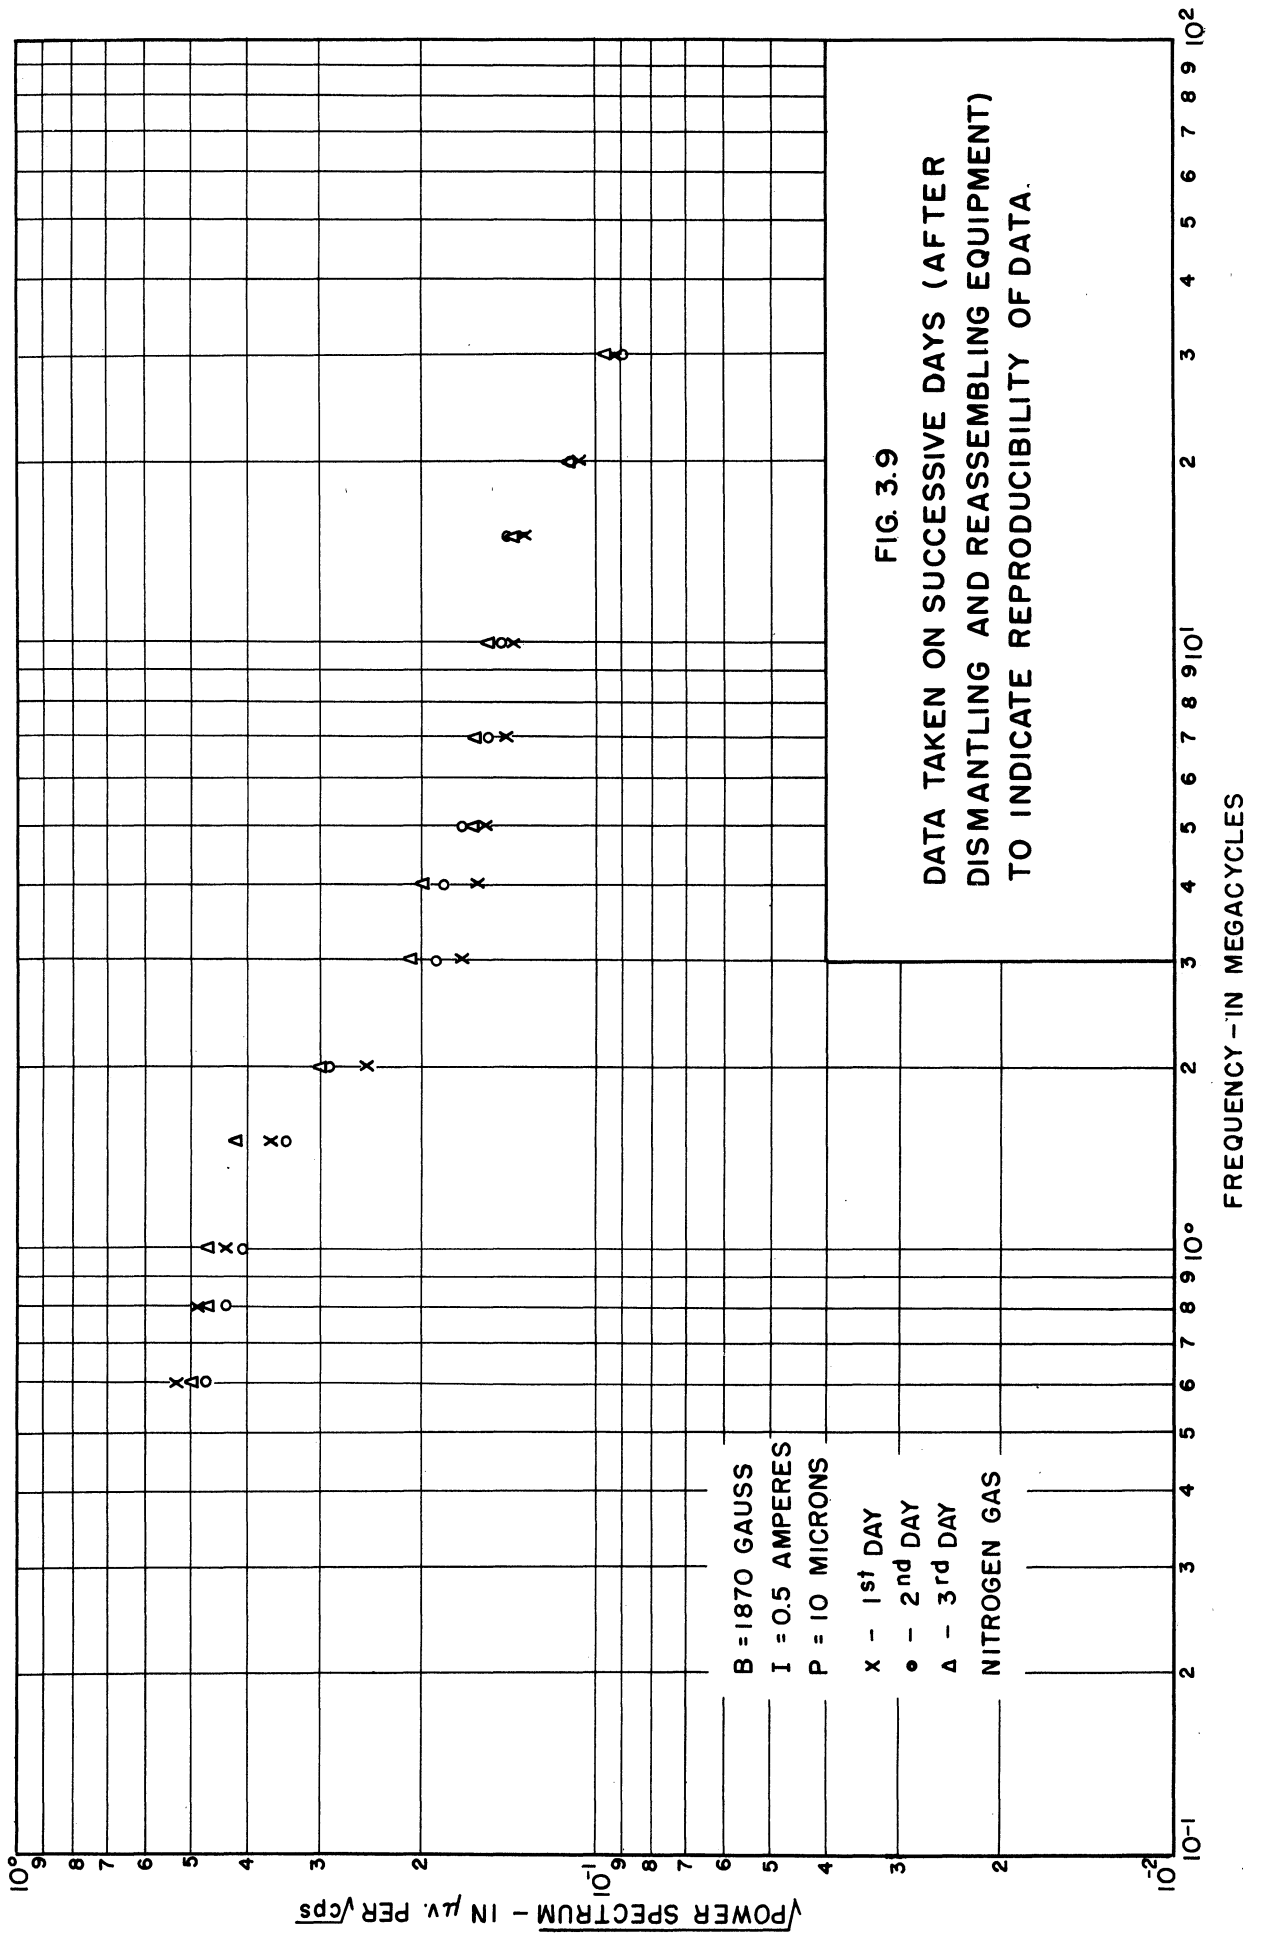 10⁰
9
8
7
6
5
4
3
2
10⁻¹
9
8
7
6
5
4
3
2
10⁻²
√POWER SPECTRUM – IN μv. PER √cps
B = 1870 GAUSS
I = 0.5 AMPERES
P = 10 MICRONS
X – 1st DAY
o – 2nd DAY
Δ – 3rd DAY
NITROGEN GAS
FIG. 3.9
DATA TAKEN ON SUCCESSIVE DAYS (AFTER
DISMANTLING AND REASSEMBLING EQUIPMENT)
TO INDICATE REPRODUCIBILITY OF DATA.
10⁻¹ 2 3 4 5 6 7 8 9 10⁰ 2 3 4 5 6 7 8 9 10¹ 2 3 4 5 6 7 8 9 10²
FREQUENCY – IN MEGACYCLES